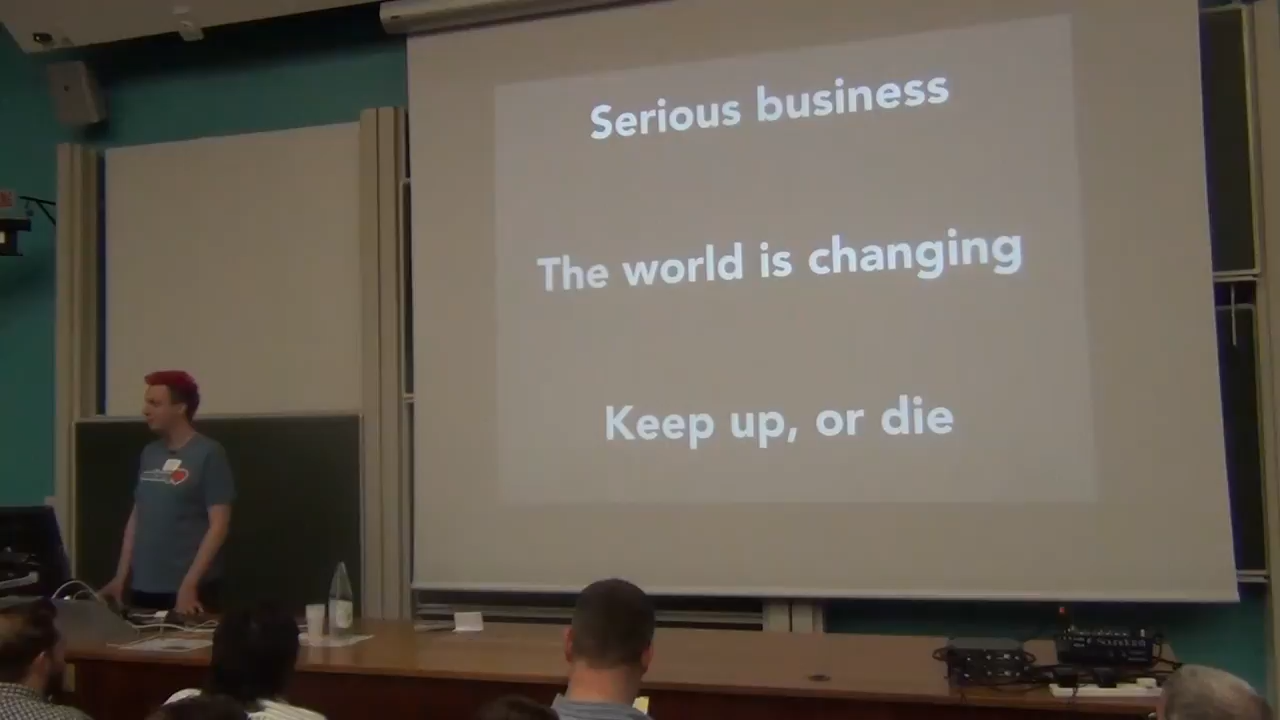 Serious business
The world is changing
Keep up, or die